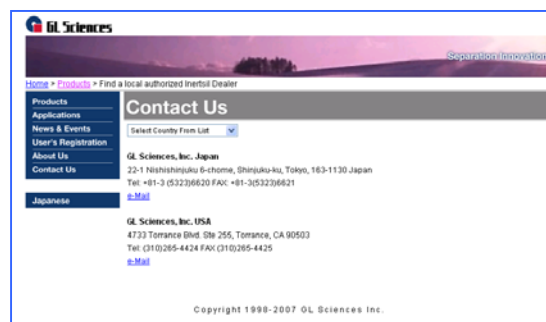 GL Sciences
Separation Innovation
Home > Products > Find a local authorized Inertsil Dealer
Products
Applications
News & Events
User's Registration
About Us
Contact Us
Japanese
Contact Us
Select Country From List
GL Sciences, Inc. Japan
22-1 Nishishinjuku 6-chome, Shinjuku-ku, Tokyo, 163-1130 Japan
Tel: +81-3 (5323)6620 FAX: +81-3(5323)6621
e-Mail
GL Sciences, Inc. USA
4733 Torrance Blvd. Ste 255, Torrance, CA 90503
Tel: (310)265-4424 FAX (310)265-4425
e-Mail
Copyright 1998-2007 GL Sciences Inc.